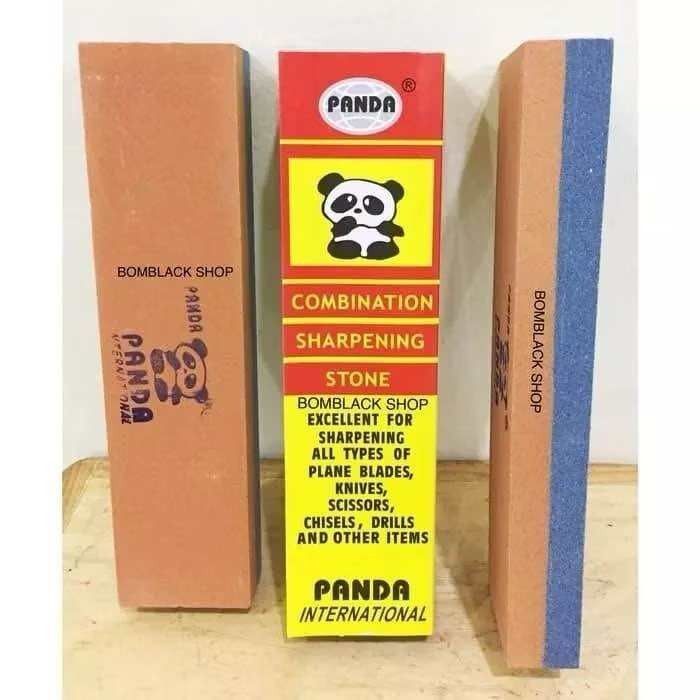 BOMBLACK SHOP
PANDA
PANDA
PANDA
®
COMBINATION
SHARPENING
STONE
BOMBLACK SHOP
EXCELLENT FOR
SHARPENING
ALL TYPES OF
PLANE BLADES,
KNIVES,
SCISSORS,
CHISELS, DRILLS
AND OTHER ITEMS
PANDA
INTERNATIONAL
BOMBLACK SHOP